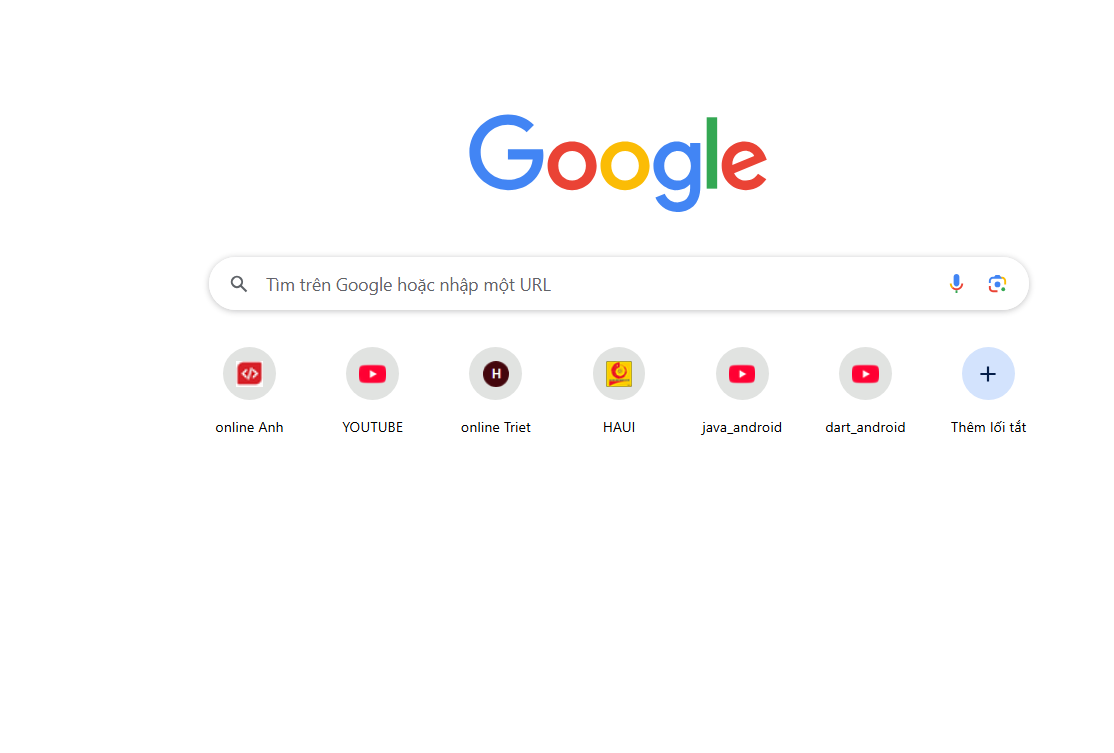 Google
Tìm trên Google hoặc nhập một URL
H
online Anh
YOUTUBE
online Triet
HAUI
java_android
dart_android
Thêm lối tắt